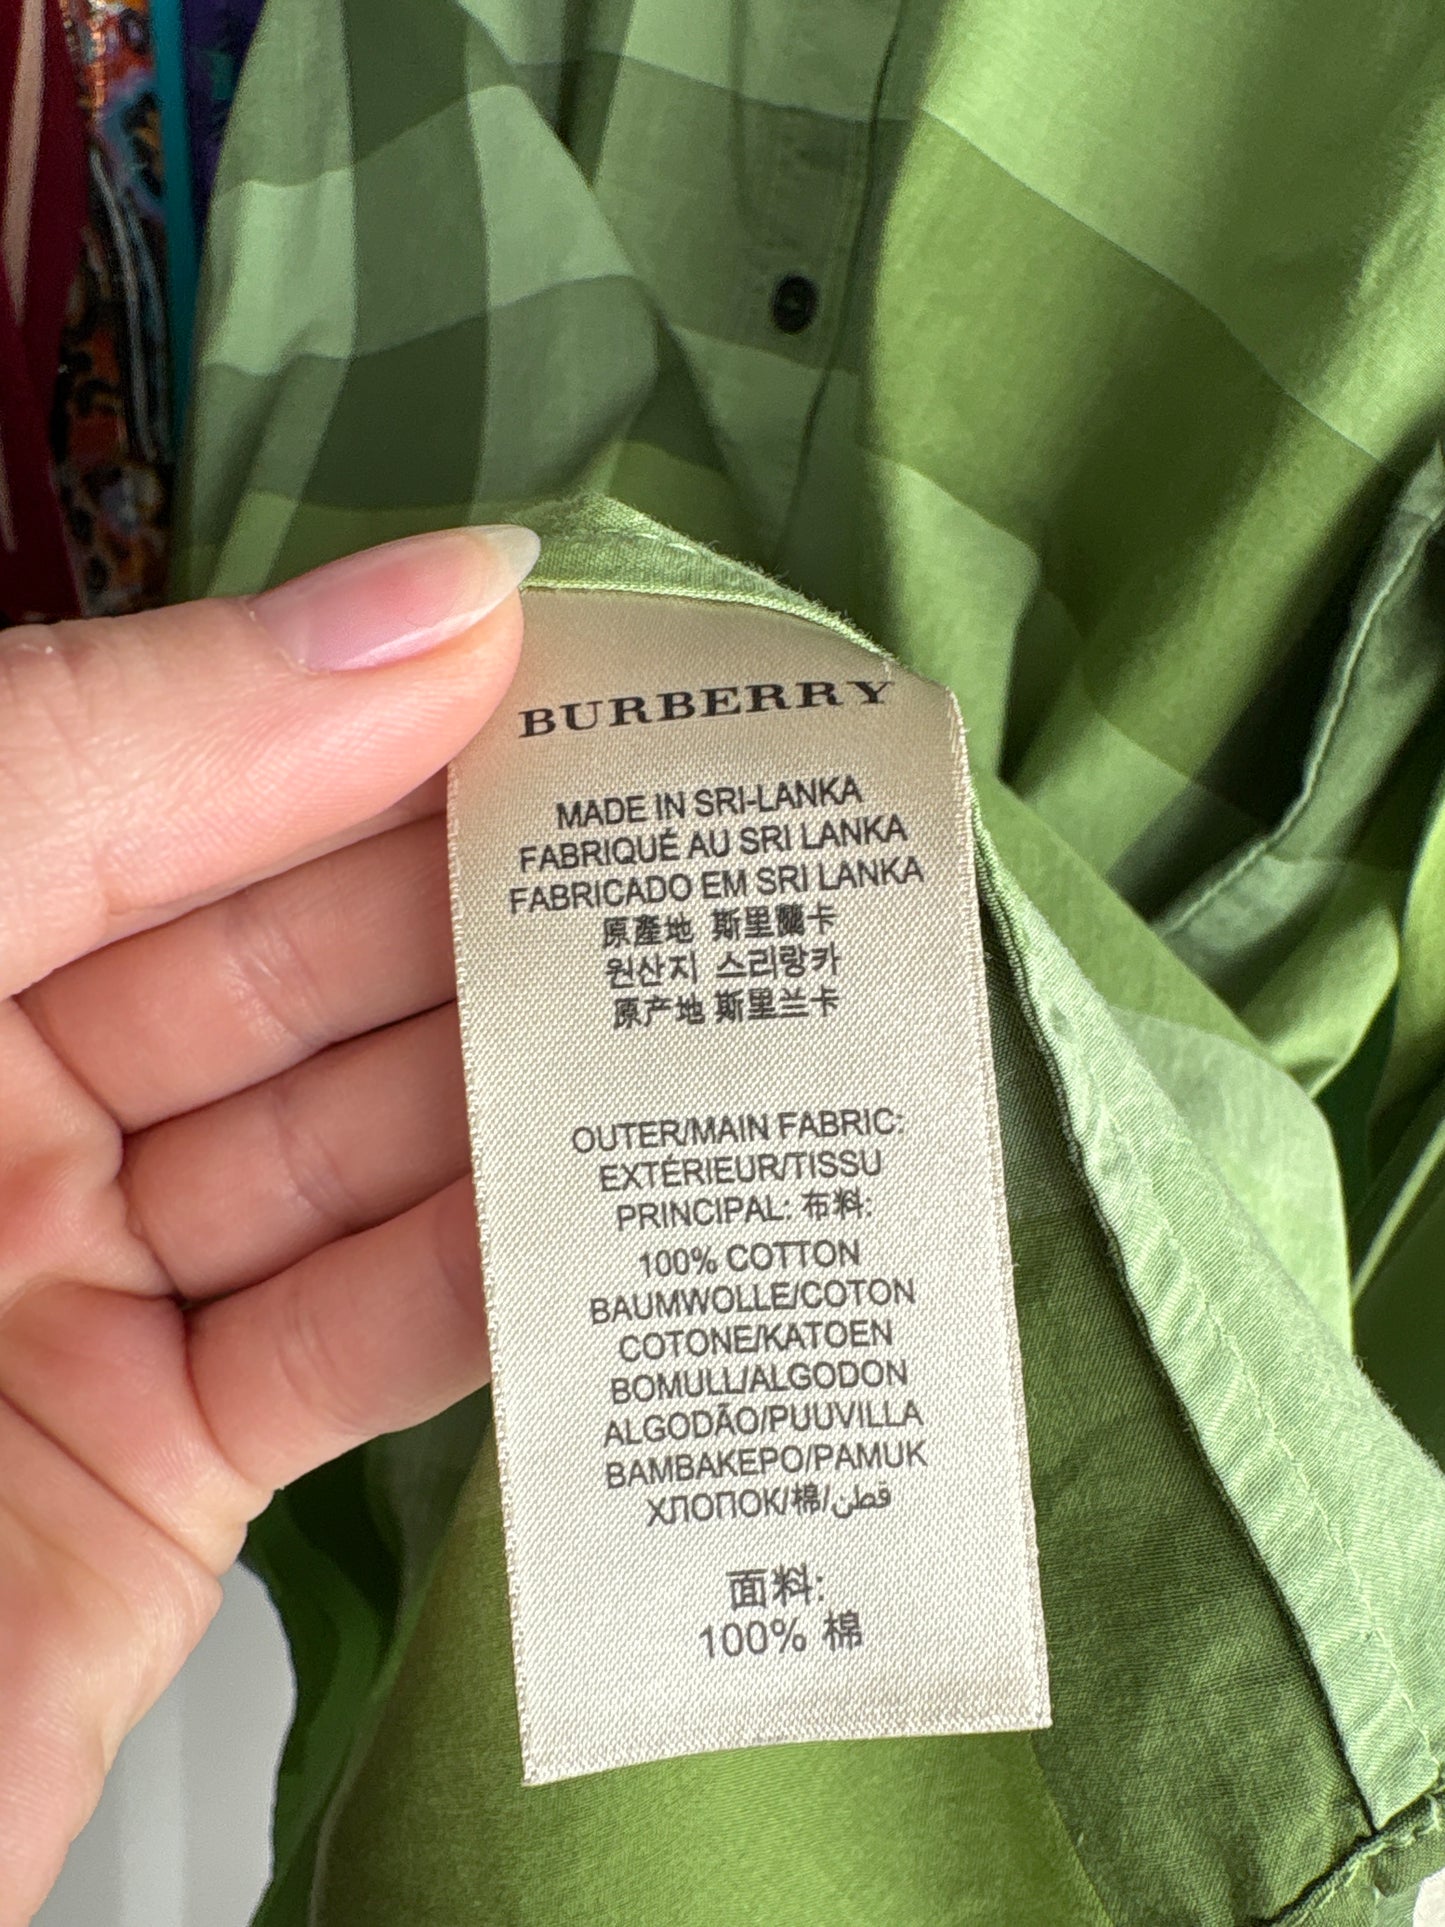 BURBERRY
MADE IN SRI-LANKA
FABRIQUÉ AU SRI LANKA
FABRICADO EM SRI LANKA
原產地 斯里蘭卡
원산지 스리랑카
原产地 斯里兰卡
OUTER/MAIN FABRIC:
EXTÉRIEUR/TISSU
PRINCIPAL: 布料:
100% COTTON
BAUMWOLLE/COTON
COTONE/KATOEN
BOMULL/ALGODON
ALGODÃO/PUUVILLA
ΒΑΜΒΑΚΕΡΟ/PAMUK
ХЛОПОК/棉/قطن
面料:
100% 棉